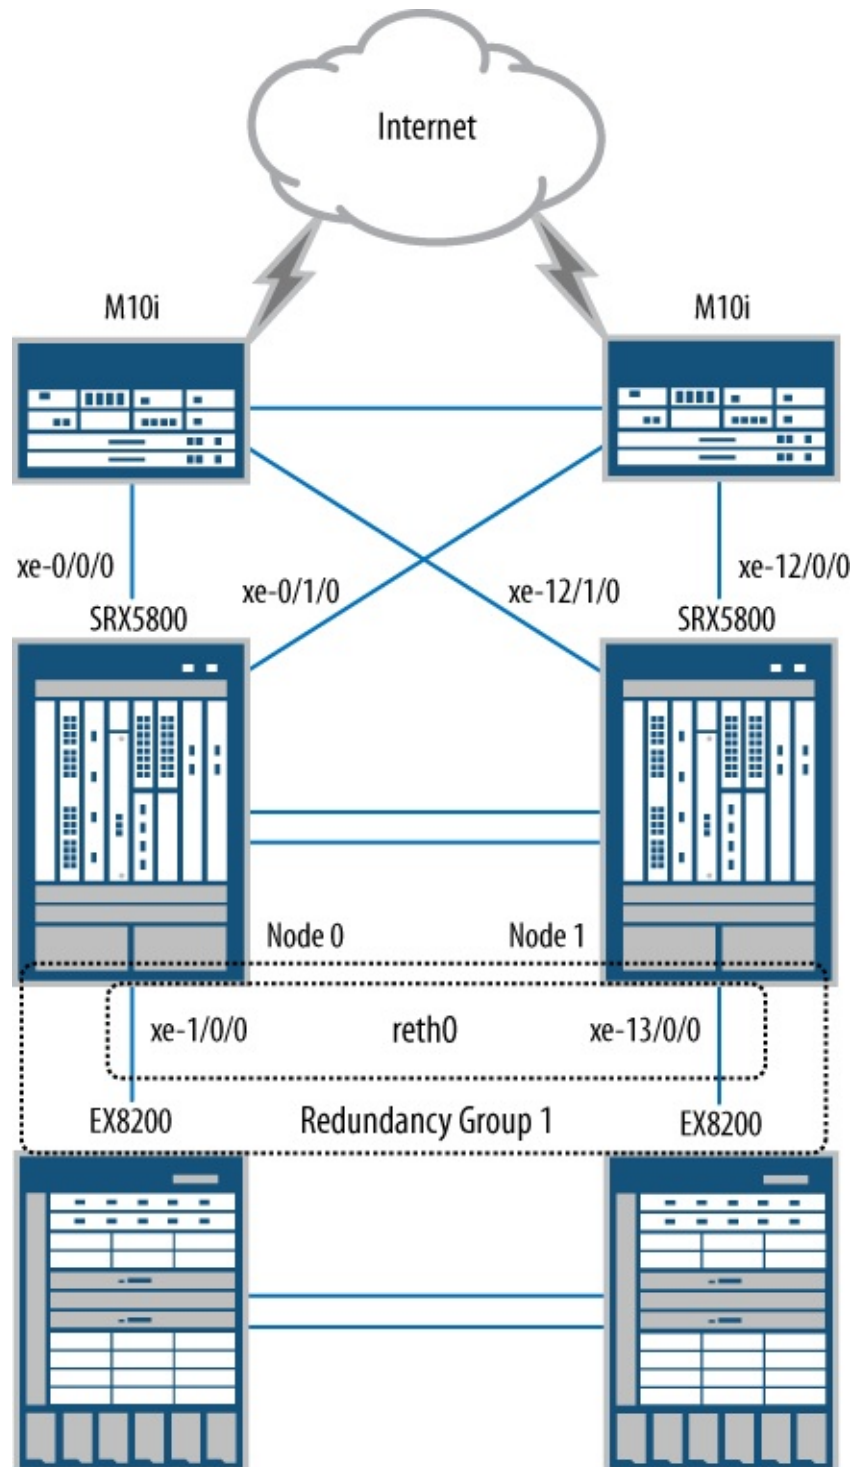 Internet
M10i
M10i
xe-0/0/0
xe-0/1/0
xe-12/1/0
xe-12/0/0
SRX5800
SRX5800
Node 0
Node 1
xe-1/0/0
reth0
xe-13/0/0
EX8200
Redundancy Group 1
EX8200